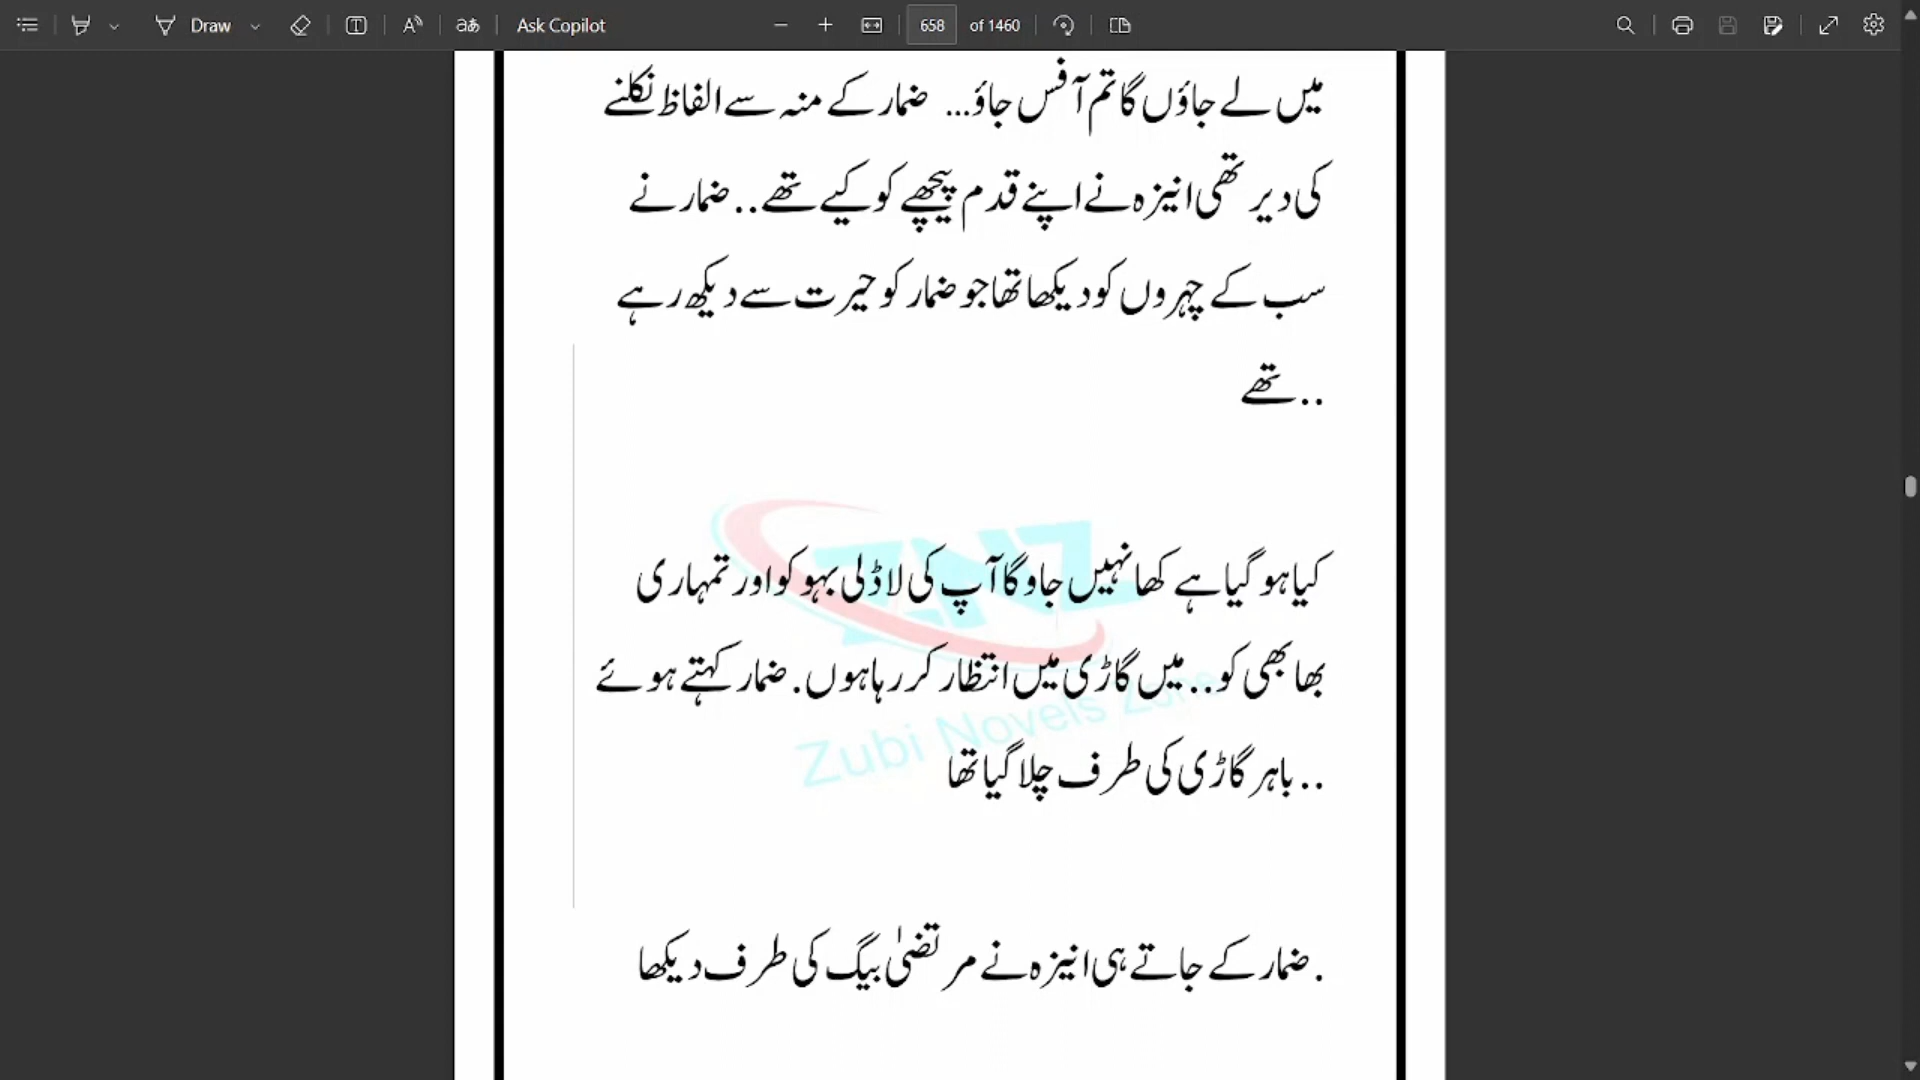 Draw
Ask Copilot
658 of 1460
میں لے جاؤں گا تم آفس جاؤ... ضمار کے منہ سے الفاظ نکلنے
کی دیر تھی انیزہ نے اپنے قدم پیچھے کو کیے تھے.. ضمار نے
سب کے چہروں کو دیکھا تھا جو ضمار کو حیرت سے دیکھ رہے
..تھے
کیا ہو گیا ہے کھا نہیں جاو گا آپ کی لاڈلی بہو کو اور تمہاری
بھابھی کو.. میں گاڑی میں انتظار کر رہا ہوں. ضمار کہتے ہوئے
..باہر گاڑی کی طرف چلا گیا تھا
.ضمار کے جاتے ہی انیزہ نے مرتضیٰ بیگ کی طرف دیکھا
ZNZ
Zubi Novels Zone